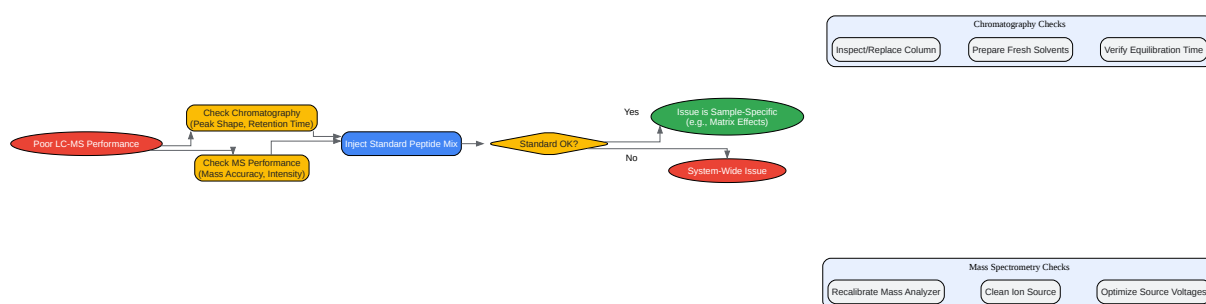 Chromatography Checks
Inspect/Replace Column
Prepare Fresh Solvents
Verify Equilibration Time
Poor LC-MS Performance
Check Chromatography
(Peak Shape, Retention Time)
Check MS Performance
(Mass Accuracy, Intensity)
Inject Standard Peptide Mix
Standard OK?
Yes
No
Issue is Sample-Specific
(e.g., Matrix Effects)
System-Wide Issue
Mass Spectrometry Checks
Recalibrate Mass Analyzer
Clean Ion Source
Optimize Source Voltages